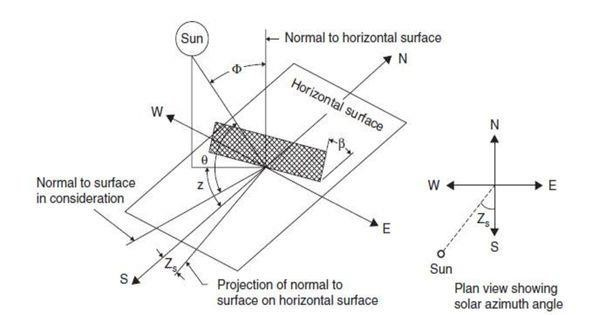 Sun
Normal to horizontal surface
Φ
N
Horizontal surface
W
β
θ
z
Normal to surface
in consideration
E
S
Zs
Projection of normal to
surface on horizontal surface
N
W
E
Zs
S
Sun
Plan view showing
solar azimuth angle